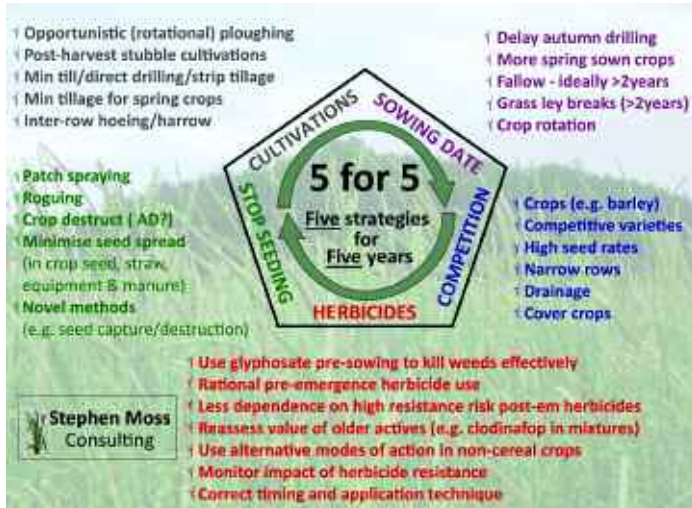 Opportunistic (rotational) ploughing
Post-harvest stubble cultivations
Min till/direct drilling/strip tillage
Min tillage for spring crops
Inter-row hoeing/harrow
Delay autumn drilling
More spring sown crops
Fallow - ideally >2years
Grass ley breaks (>2years)
Crop rotation
CULTIVATIONS
SOWING DATE
5 for 5
Five strategies
for
Five years
STOP SEEDING
COMPETITION
HERBICIDES
Patch spraying
Roguing
Crop destruct ( AD?)
Minimise seed spread
(in crop seed, straw,
equipment & manure)
Novel methods
(e.g. seed capture/destruction)
Crops (e.g. barley)
Competitive varieties
High seed rates
Narrow rows
Drainage
Cover crops
Use glyphosate pre-sowing to kill weeds effectively
Rational pre-emergence herbicide use
Less dependence on high resistance risk post-em herbicides
Reassess value of older actives (e.g. clodinafop in mixtures)
Use alternative modes of action in non-cereal crops
Monitor impact of herbicide resistance
Correct timing and application technique
Stephen Moss
Consulting